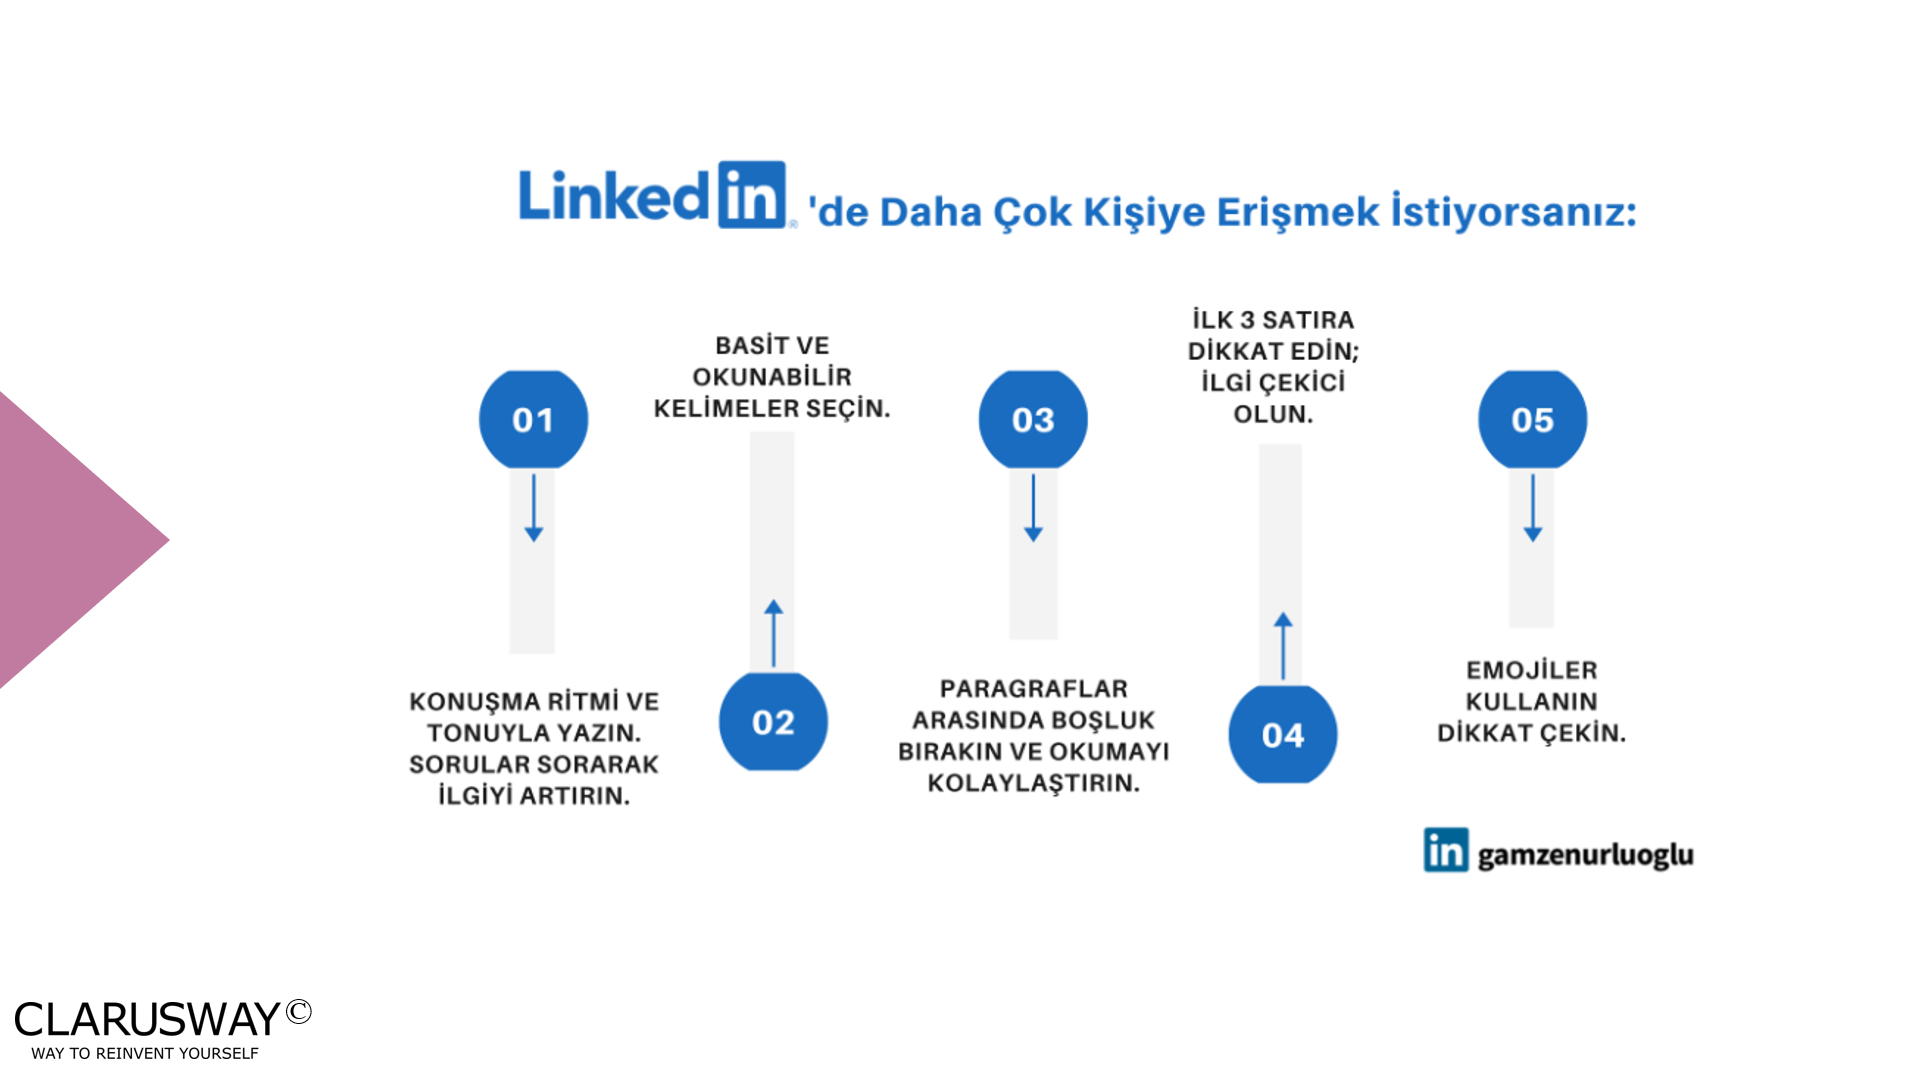 Linkedin® 'de Daha Çok Kişiye Erişmek İstiyorsanız:
01
KONUŞMA RİTMİ VE
TONUYLA YAZIN.
SORULAR SORARAK
İLGİYİ ARTIRIN.
BASİT VE
OKUNABİLİR
KELİMELER SEÇİN.
02
03
PARAGRAFLAR
ARASINDA BOŞLUK
BIRAKIN VE OKUMAYI
KOLAYLAŞTIRIN.
İLK 3 SATIRA
DİKKAT EDİN;
İLGİ ÇEKİCİ
OLUN.
04
05
EMOJİLER
KULLANIN
DİKKAT ÇEKİN.
in gamzenurluoglu
CLARUSWAY©
WAY TO REINVENT YOURSELF